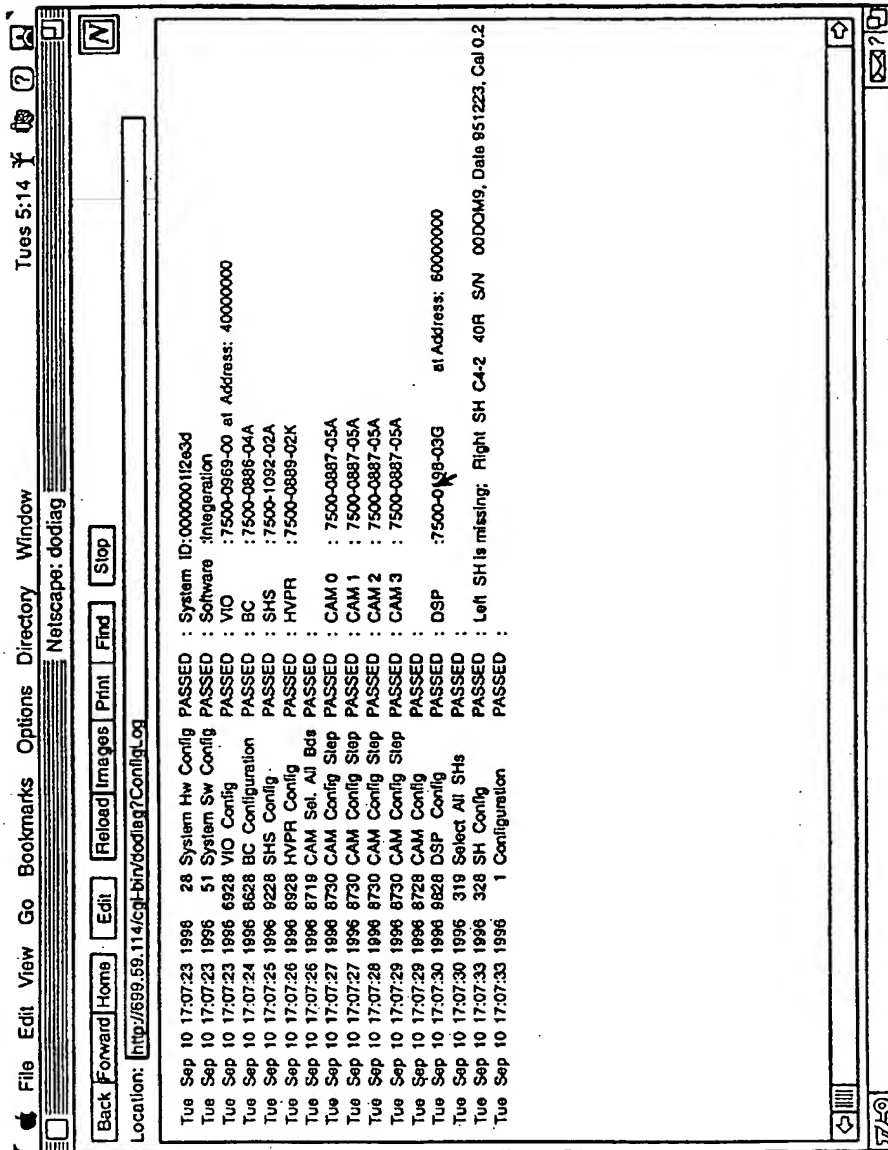 File Edit View Go Bookmarks Options Directory Window Tues 5:14 ?
Netscape: dodiag
Back Forward Home Edit Reload Images Print Find Stop N
Location: http://699.59.114/cgi-bin/dodiag?ConfigLog
Tue Sep 10 17:07:23 1996 28 System Hw Config PASSED : System ID:0000001f2e3d
Tue Sep 10 17:07:23 1996 51 System Sw Config PASSED : Software :Integeration
Tue Sep 10 17:07:23 1996 6928 VIO Config PASSED : VIO :7500-0969-00 at Address: 40000000
Tue Sep 10 17:07:24 1996 8628 BC Configuration PASSED : BC :7500-0886-04A
Tue Sep 10 17:07:25 1996 9228 SHS Config PASSED : SHS :7500-1092-02A
Tue Sep 10 17:07:26 1996 8928 HVPR Config PASSED : HVPR :7500-0889-02K
Tue Sep 10 17:07:26 1996 8719 CAM Sel. All Bds PASSED :
Tue Sep 10 17:07:27 1996 8730 CAM Config Step PASSED : CAM 0 : 7500-0887-05A
Tue Sep 10 17:07:27 1996 8730 CAM Config Step PASSED : CAM 1 : 7500-0887-05A
Tue Sep 10 17:07:28 1996 8730 CAM Config Step PASSED : CAM 2 : 7500-0887-05A
Tue Sep 10 17:07:29 1996 8730 CAM Config Step PASSED : CAM 3 : 7500-0887-05A
Tue Sep 10 17:07:29 1996 8728 CAM Config PASSED :
Tue Sep 10 17:07:30 1996 9828 DSP Config PASSED : DSP at Address: 60000000
Tue Sep 10 17:07:30 1996 319 Select All SHs PASSED :
Tue Sep 10 17:07:33 1996 328 SH Config PASSED : Left SH is missing; Right SH C4-2 40R S/N 00DOM9, Date 951223, Cal 0.2
Tue Sep 10 17:07:33 1996 1 Configuration PASSED :
?